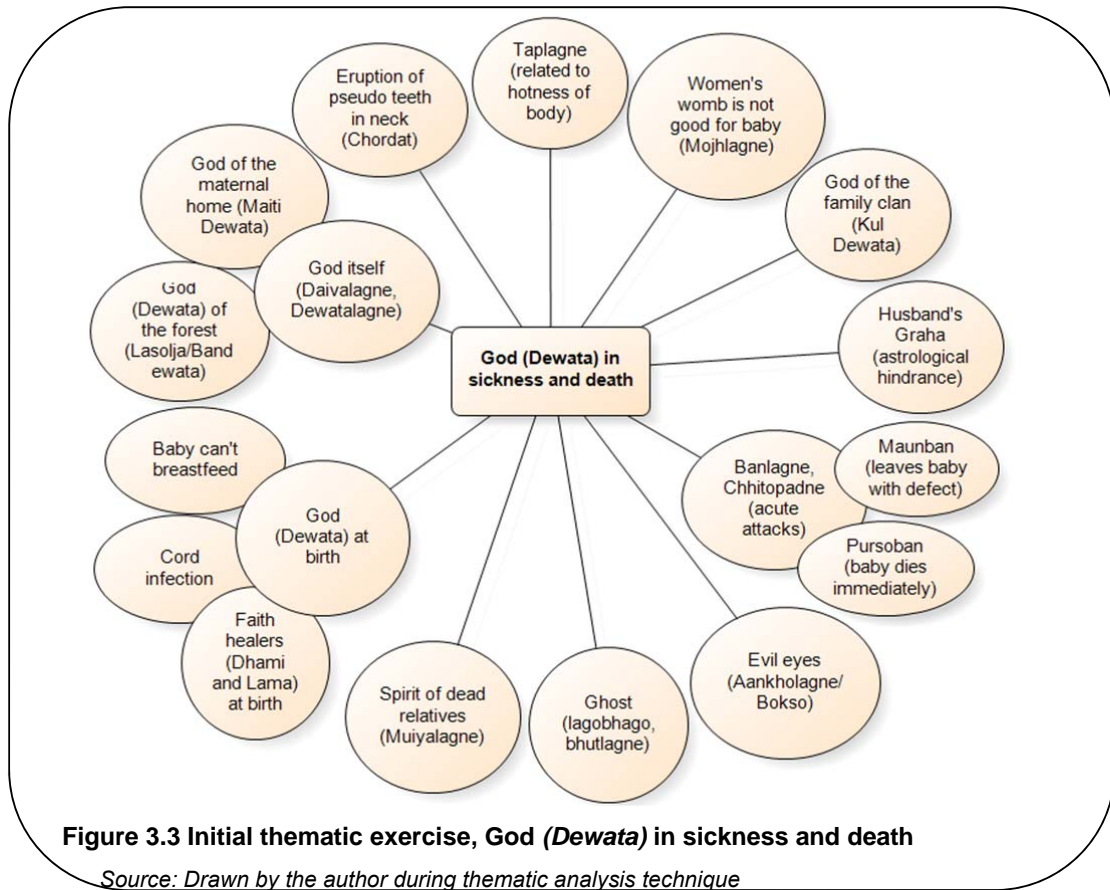 Taplagne
(related to
hotness of
body)
Eruption of
pseudo teeth
in neck
(Chordat)
Women's
womb is not
good for baby
(Mojhlagne)
God of the
maternal
home (Maiti
Dewata)
God of the
family clan
(Kul
Dewata)
God itself
(Daivalagne,
Dewatalagne)
God
(Dewata) of
the forest
(Lasolja/Band
ewata)
Husband's
Graha
(astrological
hindrance)
God (Dewata) in
sickness and death
Baby can't
breastfeed
Banlagne,
Chhitopadne
(acute
attacks)
Maunban
(leaves baby
with defect)
God
(Dewata) at
birth
Pursoban
(baby dies
immediately)
Cord
infection
Faith
healers
(Dhami
and Lama)
at birth
Spirit of dead
relatives
(Muiyalagne)
Ghost
(lagobhago,
bhutlagne)
Evil eyes
(Aankholagne/
Bokso)
Figure 3.3 Initial thematic exercise, God (Dewata) in sickness and death
Source: Drawn by the author during thematic analysis technique